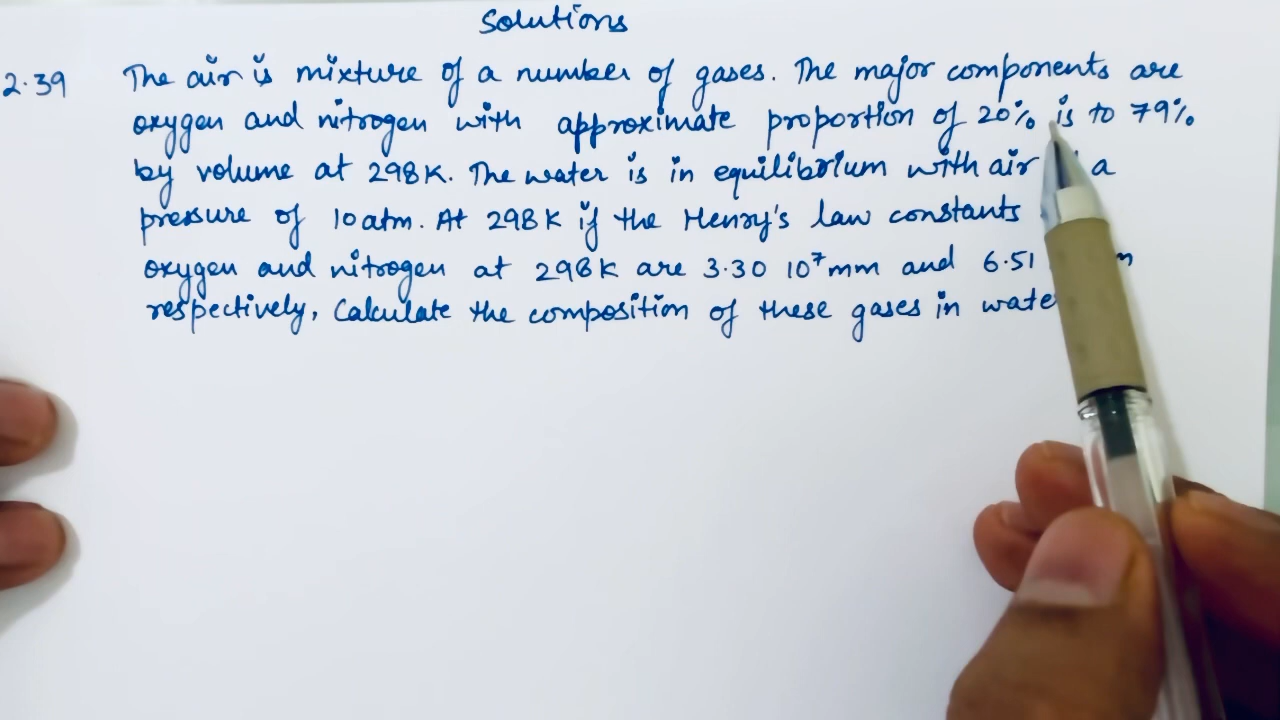 Solutions
2.39 The air is mixture of a number of gases. The major components are
oxygen and nitrogen with approximate proportion of 20% is to 79%
by volume at 298K. The water is in equilibrium with air a
pressure of 10 atm. At 298K if the Henry's law constants
oxygen and nitrogen at 298K are 3.30 10⁷mm and 6.51
respectively, Calculate the composition of these gases in